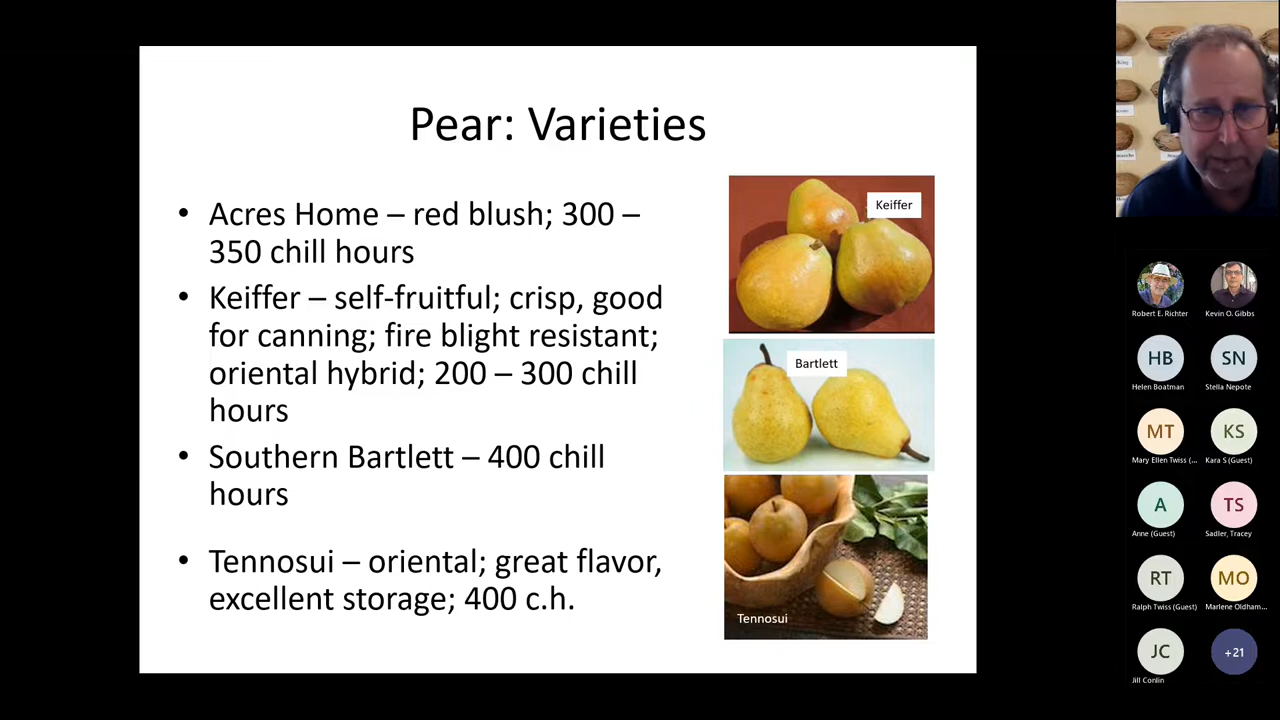 Pear: Varieties
• Acres Home – red blush; 300 –
350 chill hours
• Keiffer – self-fruitful; crisp, good
for canning; fire blight resistant;
oriental hybrid; 200 – 300 chill
hours
• Southern Bartlett – 400 chill
hours
• Tennosui – oriental; great flavor,
excellent storage; 400 c.h.
Keiffer
Bartlett
Tennosui
Robert E. Richter
Kevin O. Gibbs
HB
SN
Helen Boatman
Stella Nepote
MT
KS
Mary Ellen Twiss (...
Kara S (Guest)
A
TS
Anne (Guest)
Sadler, Tracey
RT
MO
Ralph Twiss (Guest)
Marlene Oldham...
JC
+21
Jill Conlin